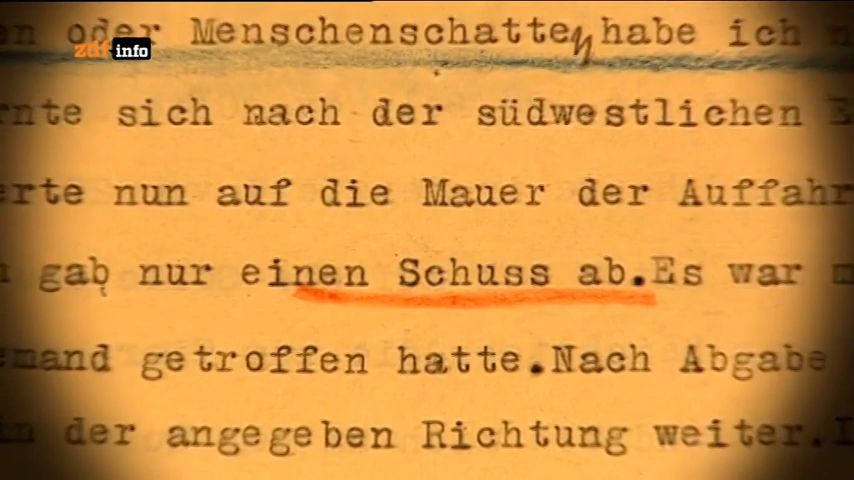 oder Menschenschatten habe ich
zdf info
sich nach der südwestlichen
nun auf die Mauer der
gab nur einen Schuss ab.Es war
getroffen hatte.Nach Abgabe
in der angegeben Richtung weiter.